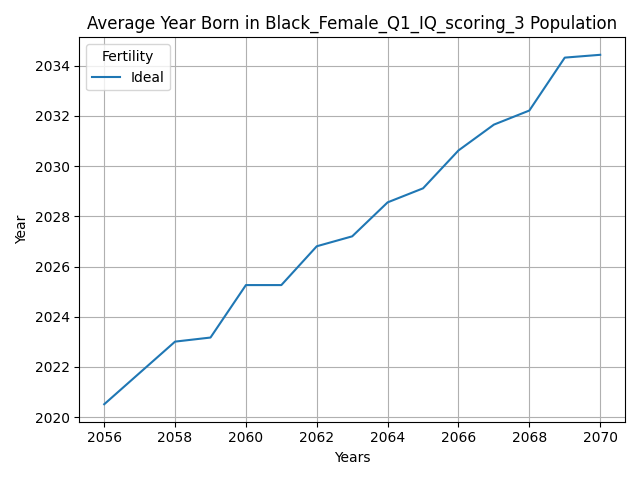 Average Year Born in Black_Female_Q1_IQ_scoring_3 Population
Fertility
Ideal
Year
2034
2032
2030
2028
2026
2024
2022
2020
2056 2058 2060 2062 2064 2066 2068 2070
Years